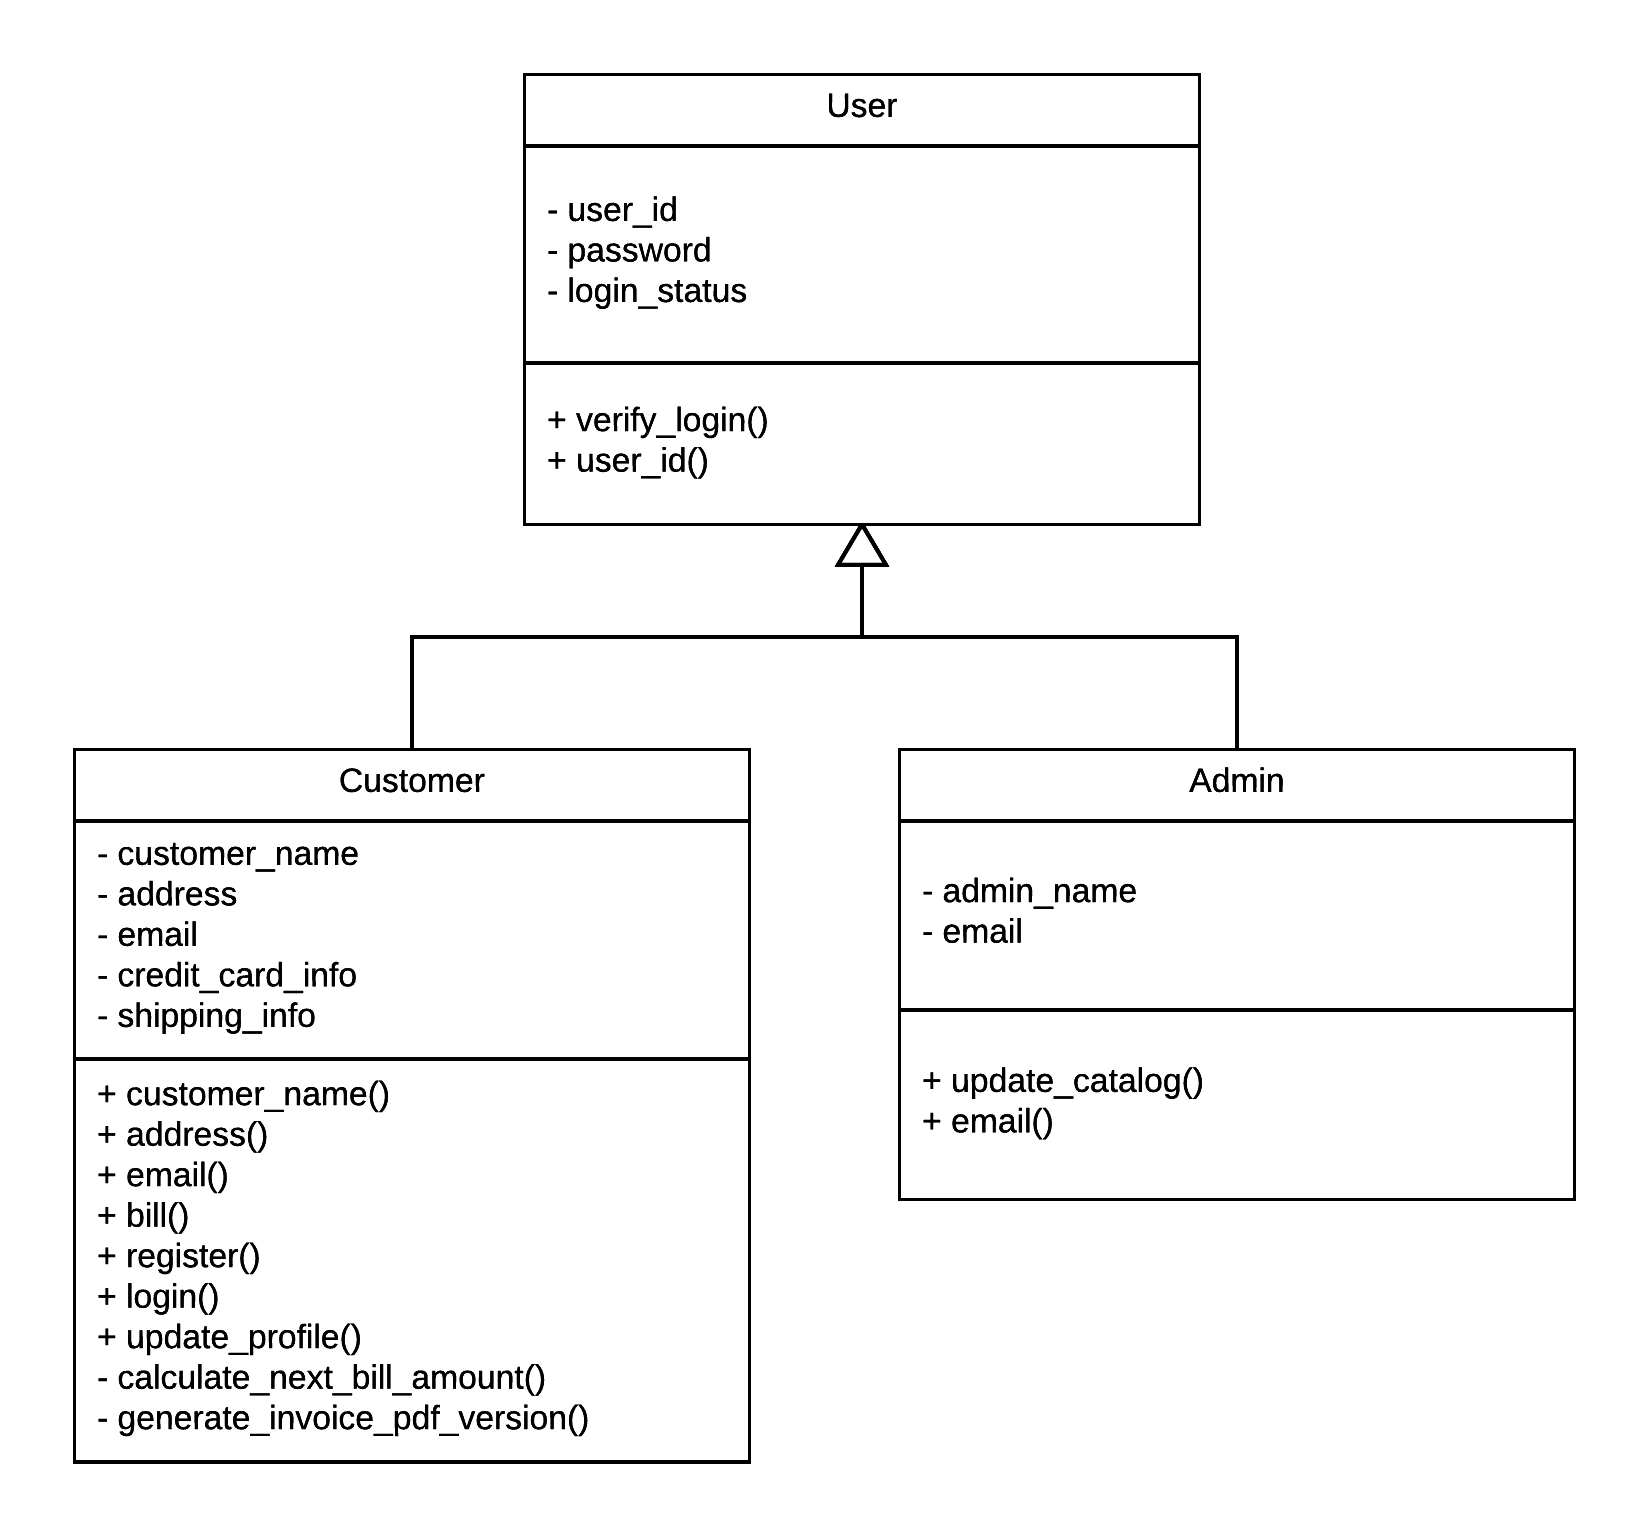 User
- user_id
- password
- login_status
+ verify_login()
+ user_id()
Customer
- customer_name
- address
- email
- credit_card_info
- shipping_info
+ customer_name()
+ address()
+ email()
+ bill()
+ register()
+ login()
+ update_profile()
- calculate_next_bill_amount()
- generate_invoice_pdf_version()
Admin
- admin_name
- email
+ update_catalog()
+ email()